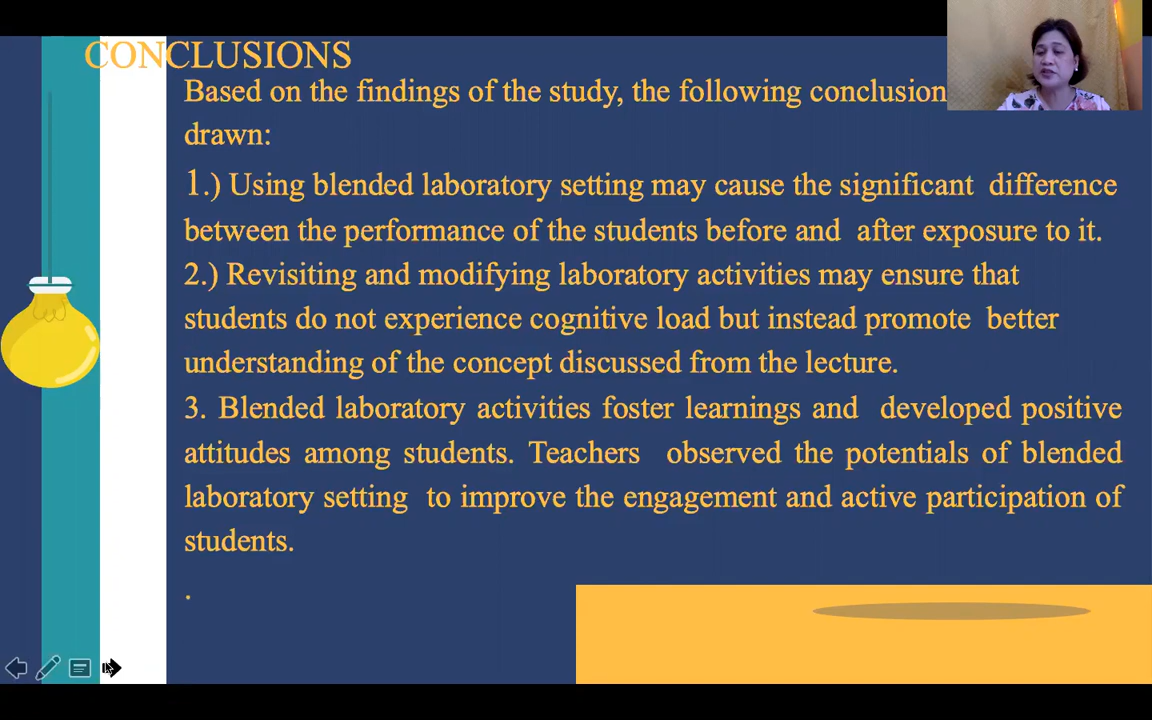 CONCLUSIONS
Based on the findings of the study, the following conclusion
drawn:
1.) Using blended laboratory setting may cause the significant difference
between the performance of the students before and after exposure to it.
2.) Revisiting and modifying laboratory activities may ensure that
students do not experience cognitive load but instead promote better
understanding of the concept discussed from the lecture.
3. Blended laboratory activities foster learnings and developed positive
attitudes among students. Teachers observed the potentials of blended
laboratory setting to improve the engagement and active participation of
students.
.